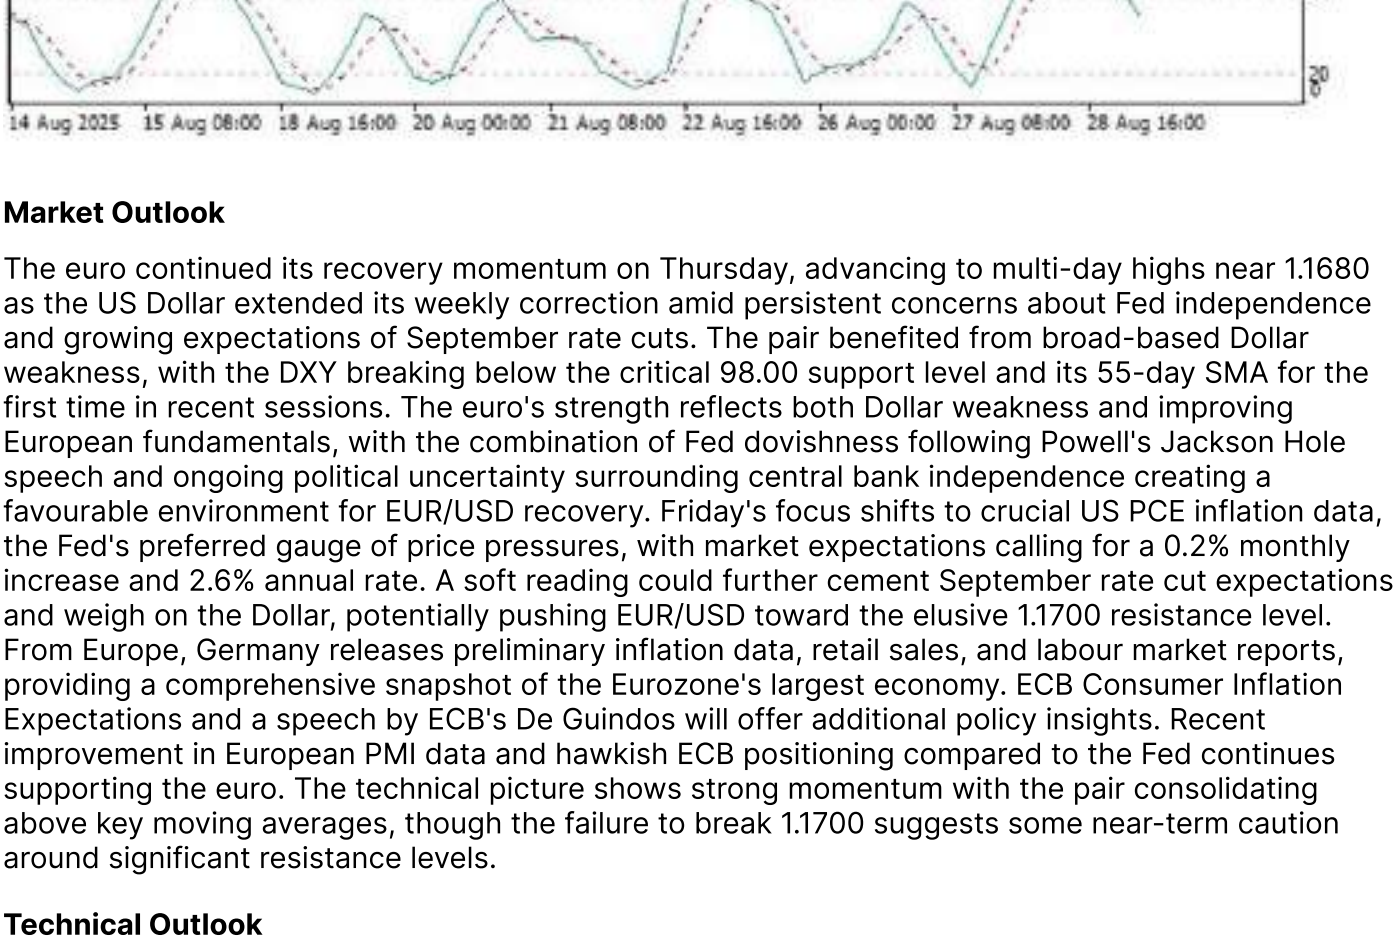 20
0
14 Aug 2025 15 Aug 08:00 18 Aug 16:00 20 Aug 00:00 21 Aug 08:00 22 Aug 16:00 26 Aug 00:00 27 Aug 08:00 28 Aug 16:00
Market Outlook
The euro continued its recovery momentum on Thursday, advancing to multi-day highs near 1.1680
as the US Dollar extended its weekly correction amid persistent concerns about Fed independence
and growing expectations of September rate cuts. The pair benefited from broad-based Dollar
weakness, with the DXY breaking below the critical 98.00 support level and its 55-day SMA for the
first time in recent sessions. The euro's strength reflects both Dollar weakness and improving
European fundamentals, with the combination of Fed dovishness following Powell's Jackson Hole
speech and ongoing political uncertainty surrounding central bank independence creating a
favourable environment for EUR/USD recovery. Friday's focus shifts to crucial US PCE inflation data,
the Fed's preferred gauge of price pressures, with market expectations calling for a 0.2% monthly
increase and 2.6% annual rate. A soft reading could further cement September rate cut expectations
and weigh on the Dollar, potentially pushing EUR/USD toward the elusive 1.1700 resistance level.
From Europe, Germany releases preliminary inflation data, retail sales, and labour market reports,
providing a comprehensive snapshot of the Eurozone's largest economy. ECB Consumer Inflation
Expectations and a speech by ECB's De Guindos will offer additional policy insights. Recent
improvement in European PMI data and hawkish ECB positioning compared to the Fed continues
supporting the euro. The technical picture shows strong momentum with the pair consolidating
above key moving averages, though the failure to break 1.1700 suggests some near-term caution
around significant resistance levels.
Technical Outlook